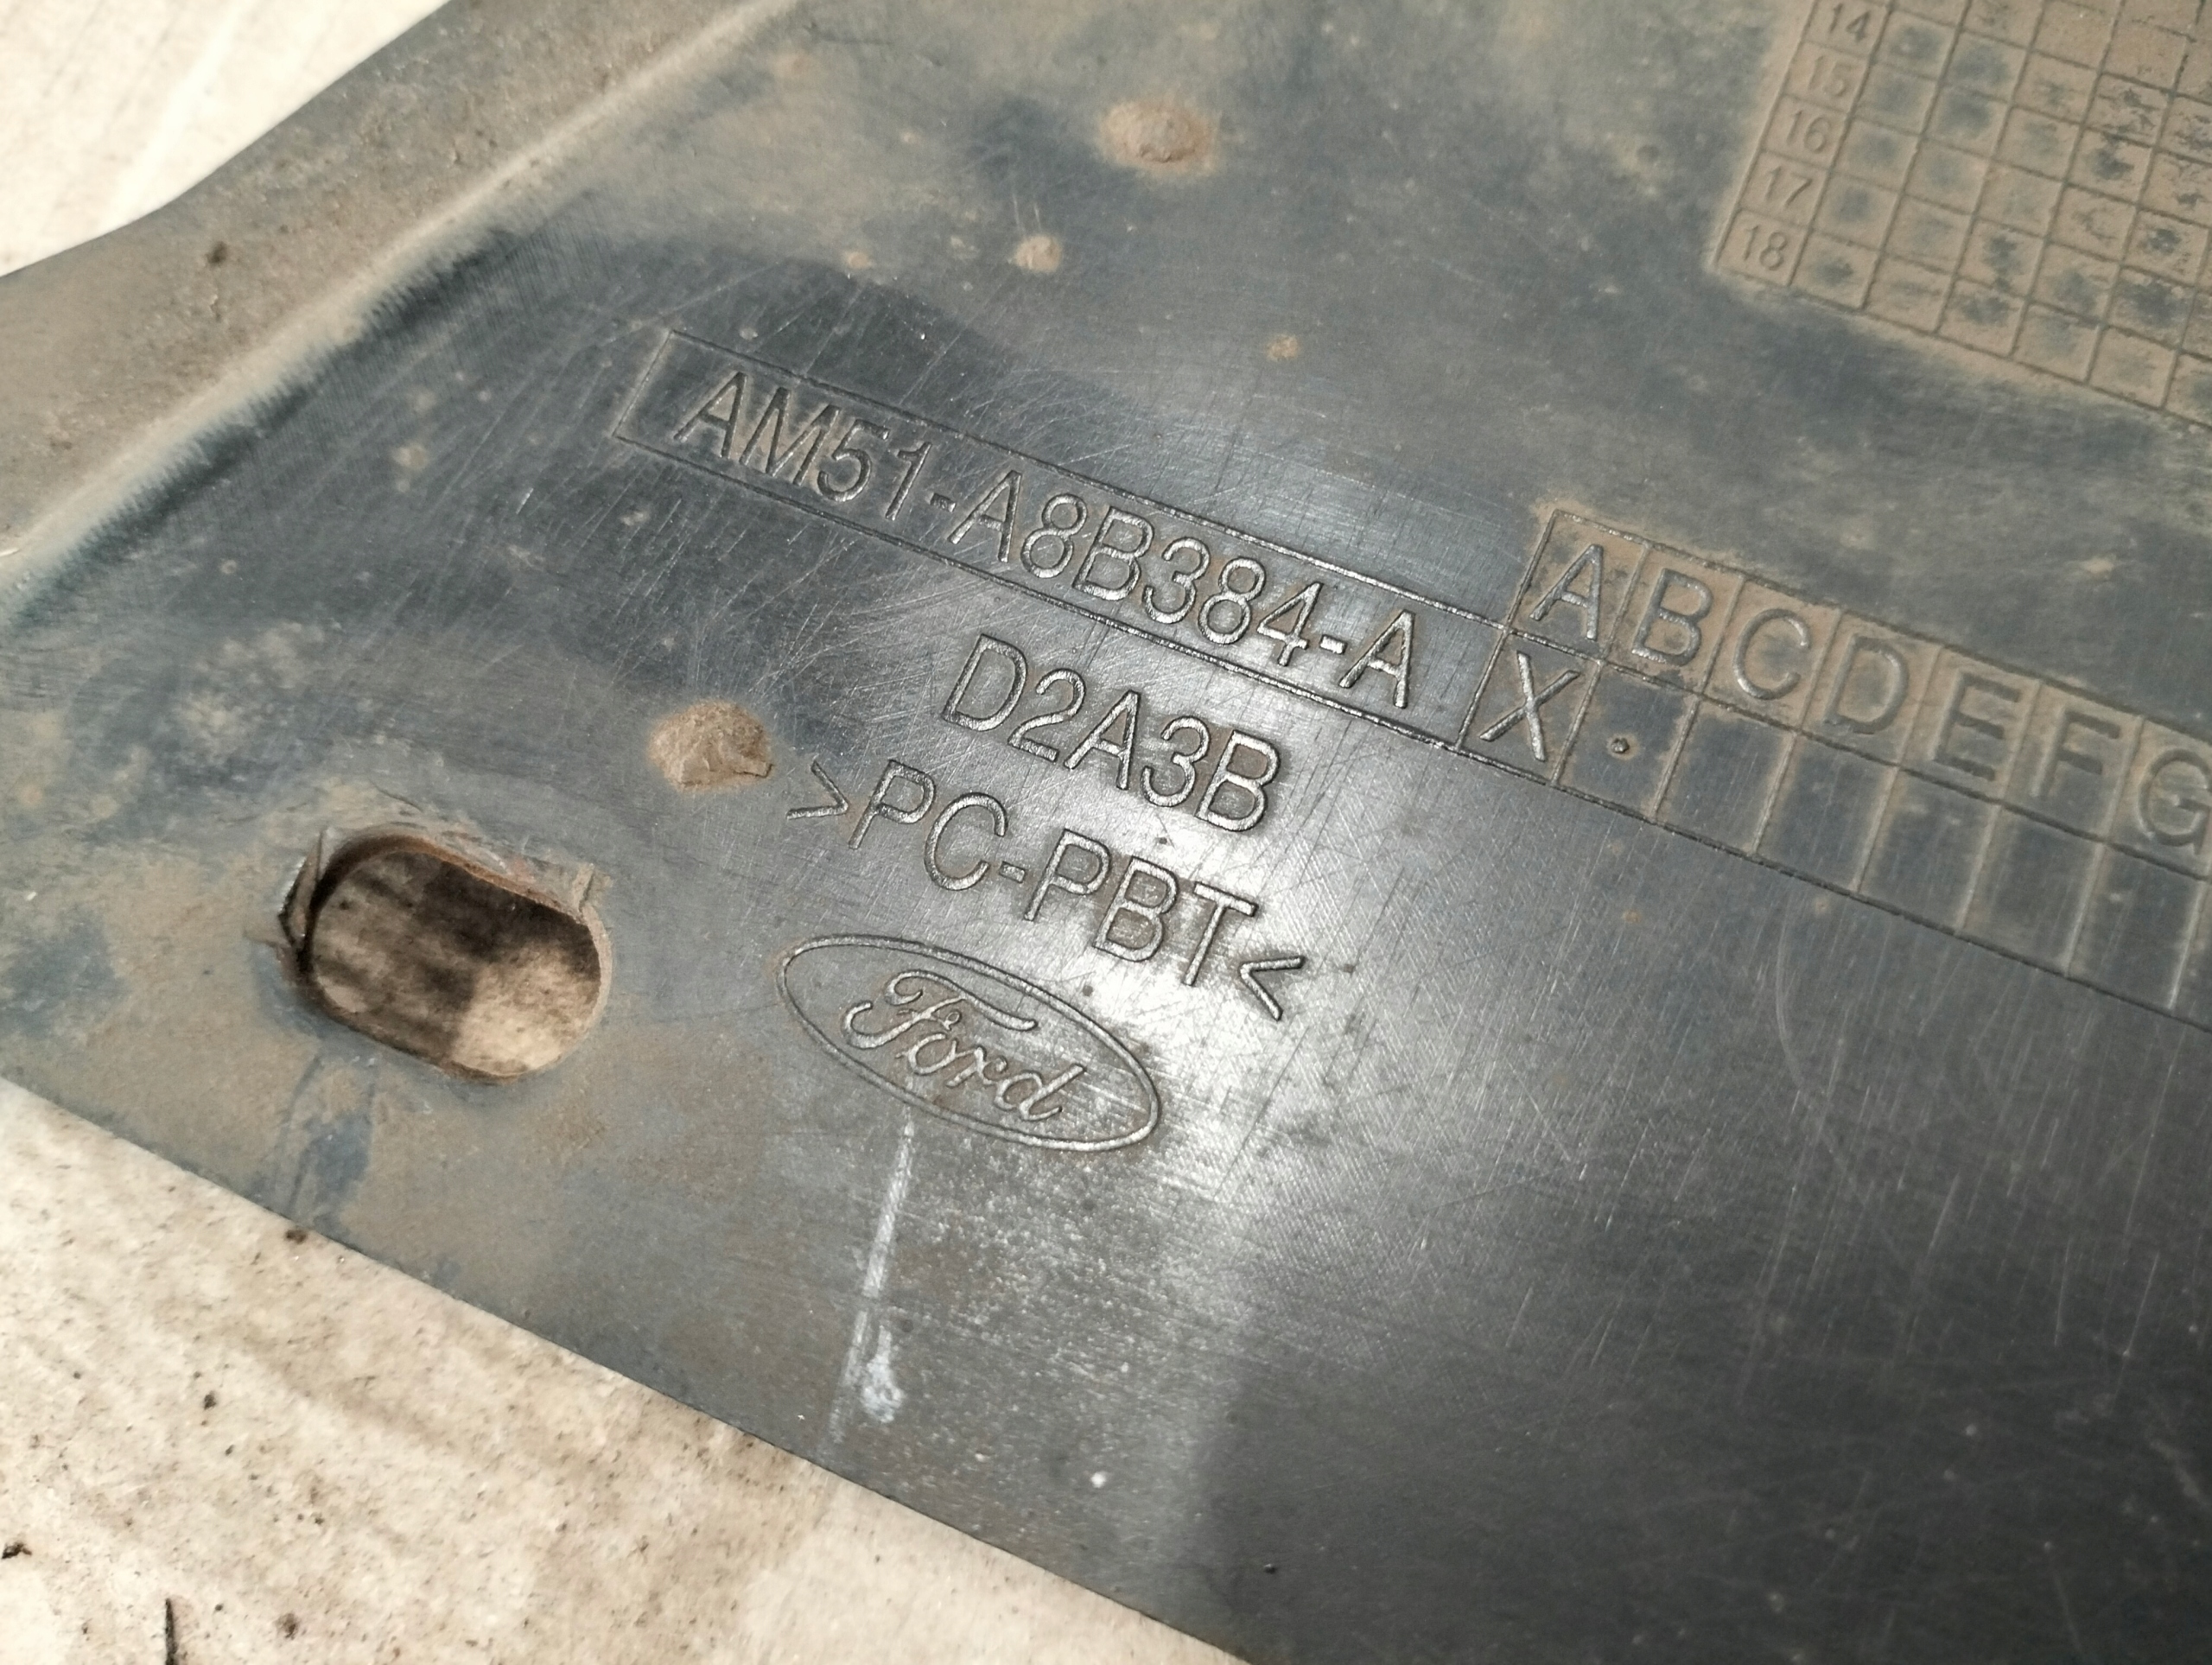 14
15
16
17
18
A B C D E F G
AM51-A8B384-A X .
D2A3B
>PC-PBT<
Ford